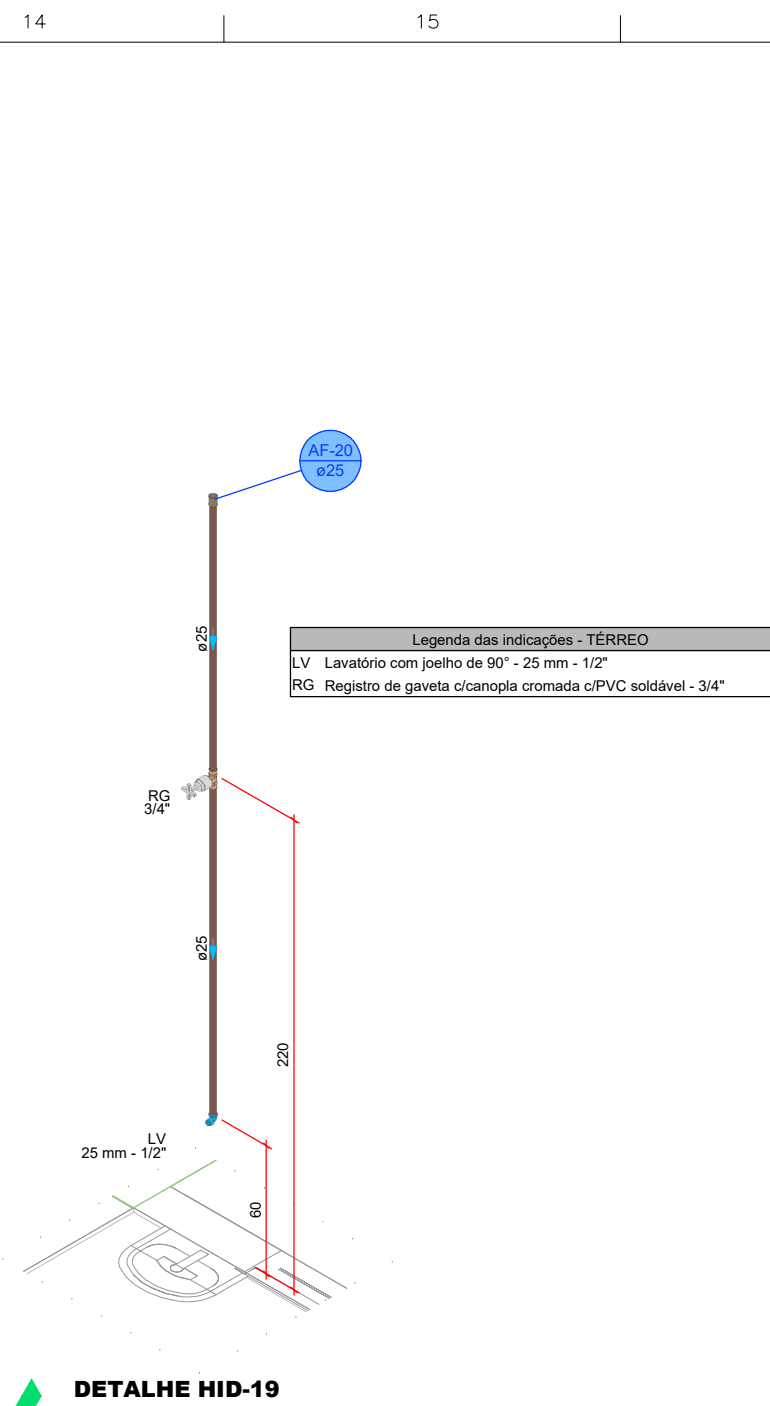 14
15
AF-20
ø25
ø25
Legenda das indicações - TÉRREO
LV Lavatório com joelho de 90° - 25 mm - 1/2"
RG Registro de gaveta c/canopla cromada c/PVC soldável - 3/4"
RG
3/4"
ø25
220
LV
25 mm - 1/2"
60
DETALHE HID-19